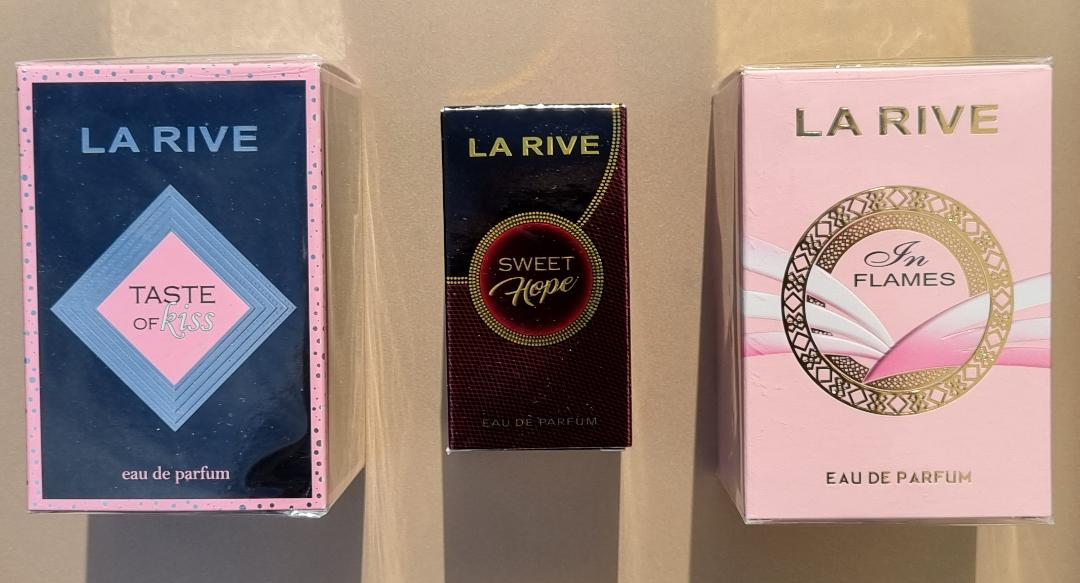 LA RIVE
TASTE
OF kiss
eau de parfum
LA RIVE
SWEET
Hope
EAU DE PARFUM
LA RIVE
In
FLAMES
EAU DE PARFUM